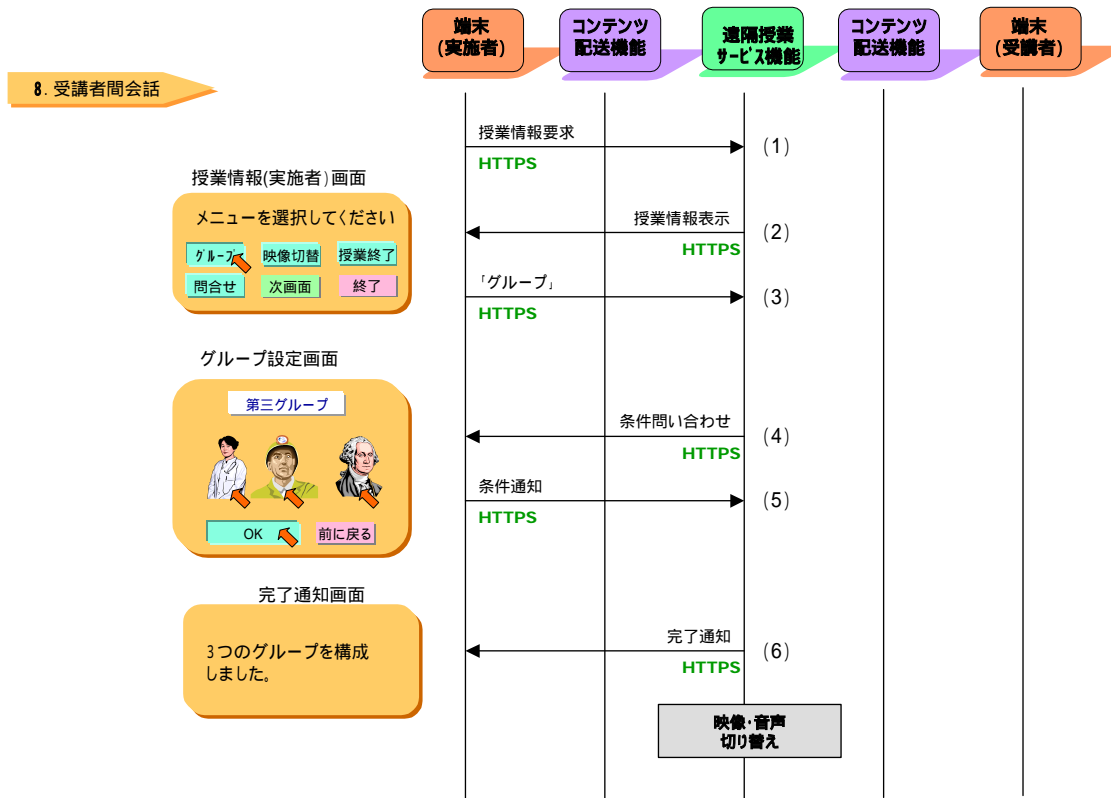 端末
(実施者)
コンテンツ
配送機能
遠隔授業
ｻｰﾋﾞｽ機能
コンテンツ
配送機能
端末
(受講者)
8. 受講者間会話
授業情報要求
HTTPS
(1)
授業情報(実施者)画面
メニューを選択してください
ｸﾞﾙｰﾌﾟ
映像切替
授業終了
問合せ
次画面
終了
授業情報表示
HTTPS
(2)
「グループ」
HTTPS
(3)
グループ設定画面
第三グループ
OK
前に戻る
条件問い合わせ
HTTPS
(4)
条件通知
HTTPS
(5)
完了通知画面
3つのグループを構成
しました。
完了通知
HTTPS
(6)
映像・音声
切り替え